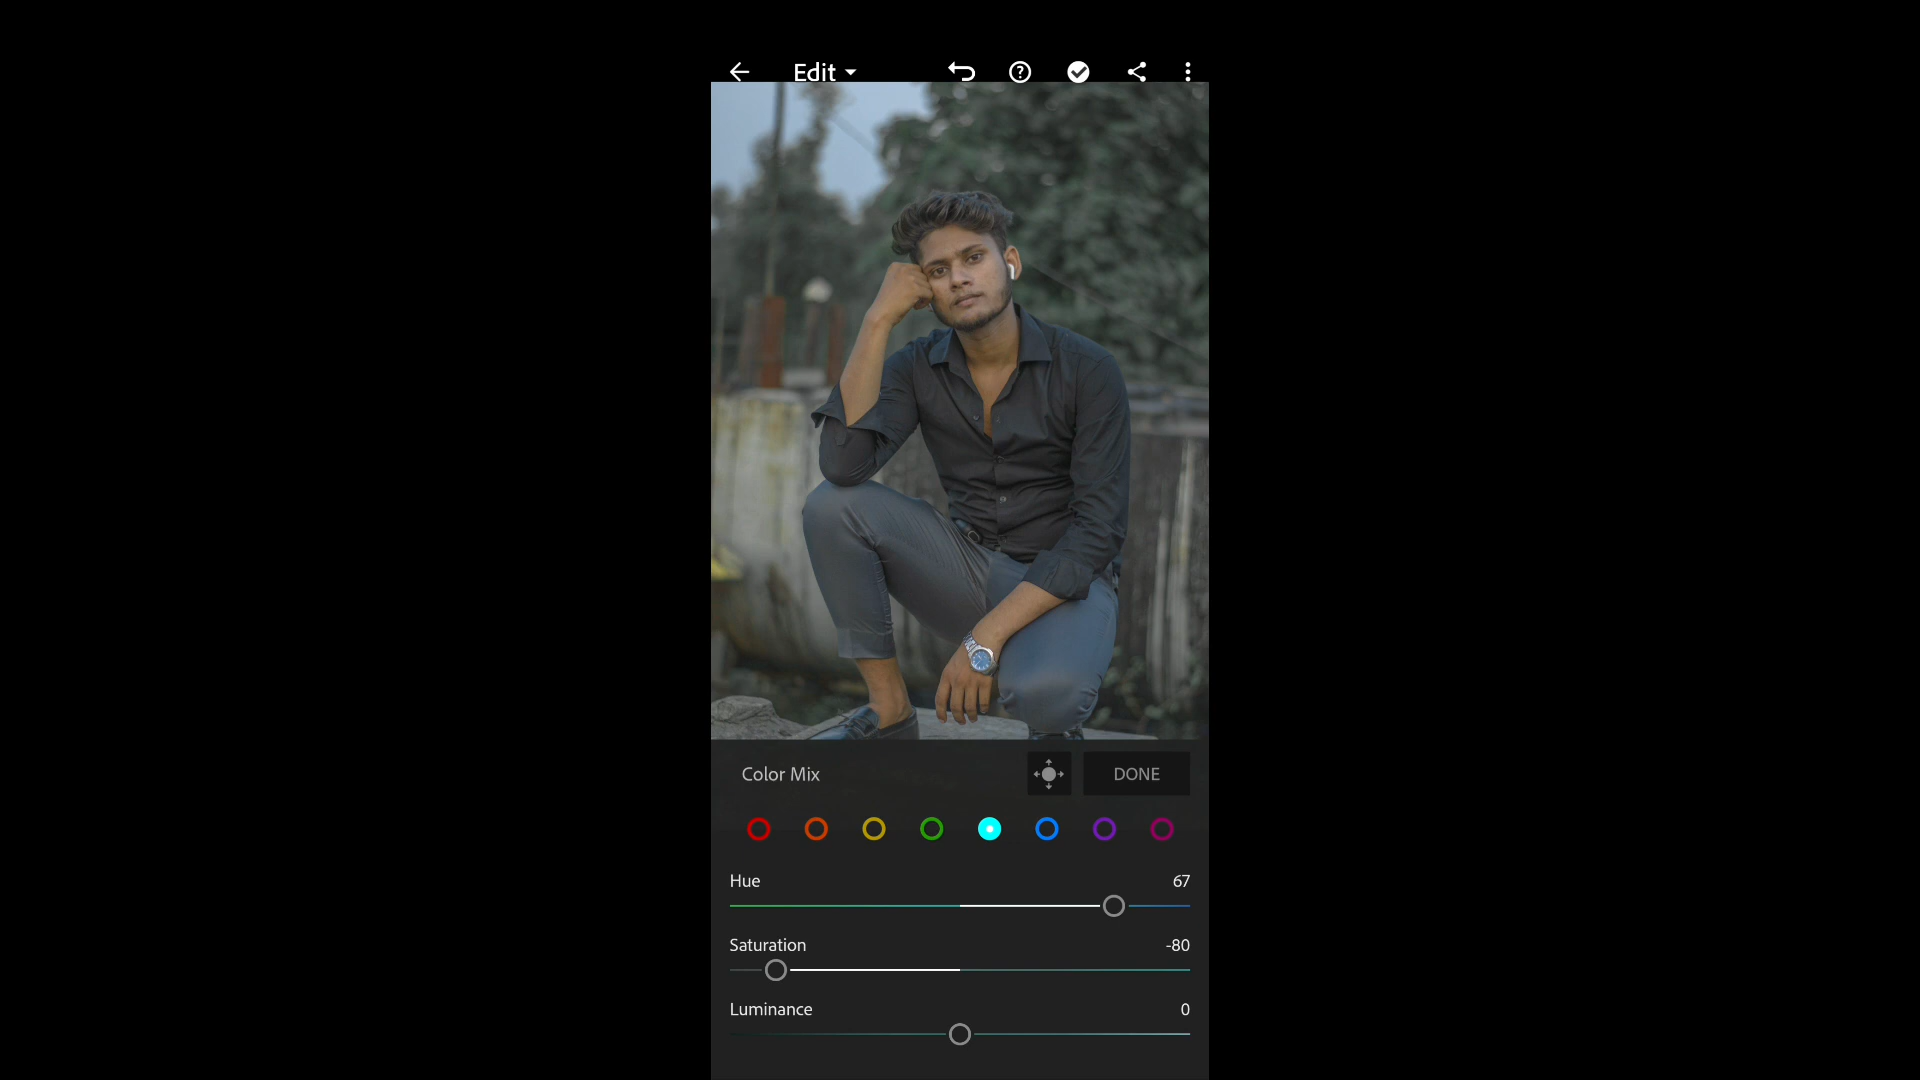 Edit
Color Mix
DONE
Hue 67
Saturation -80
Luminance 0